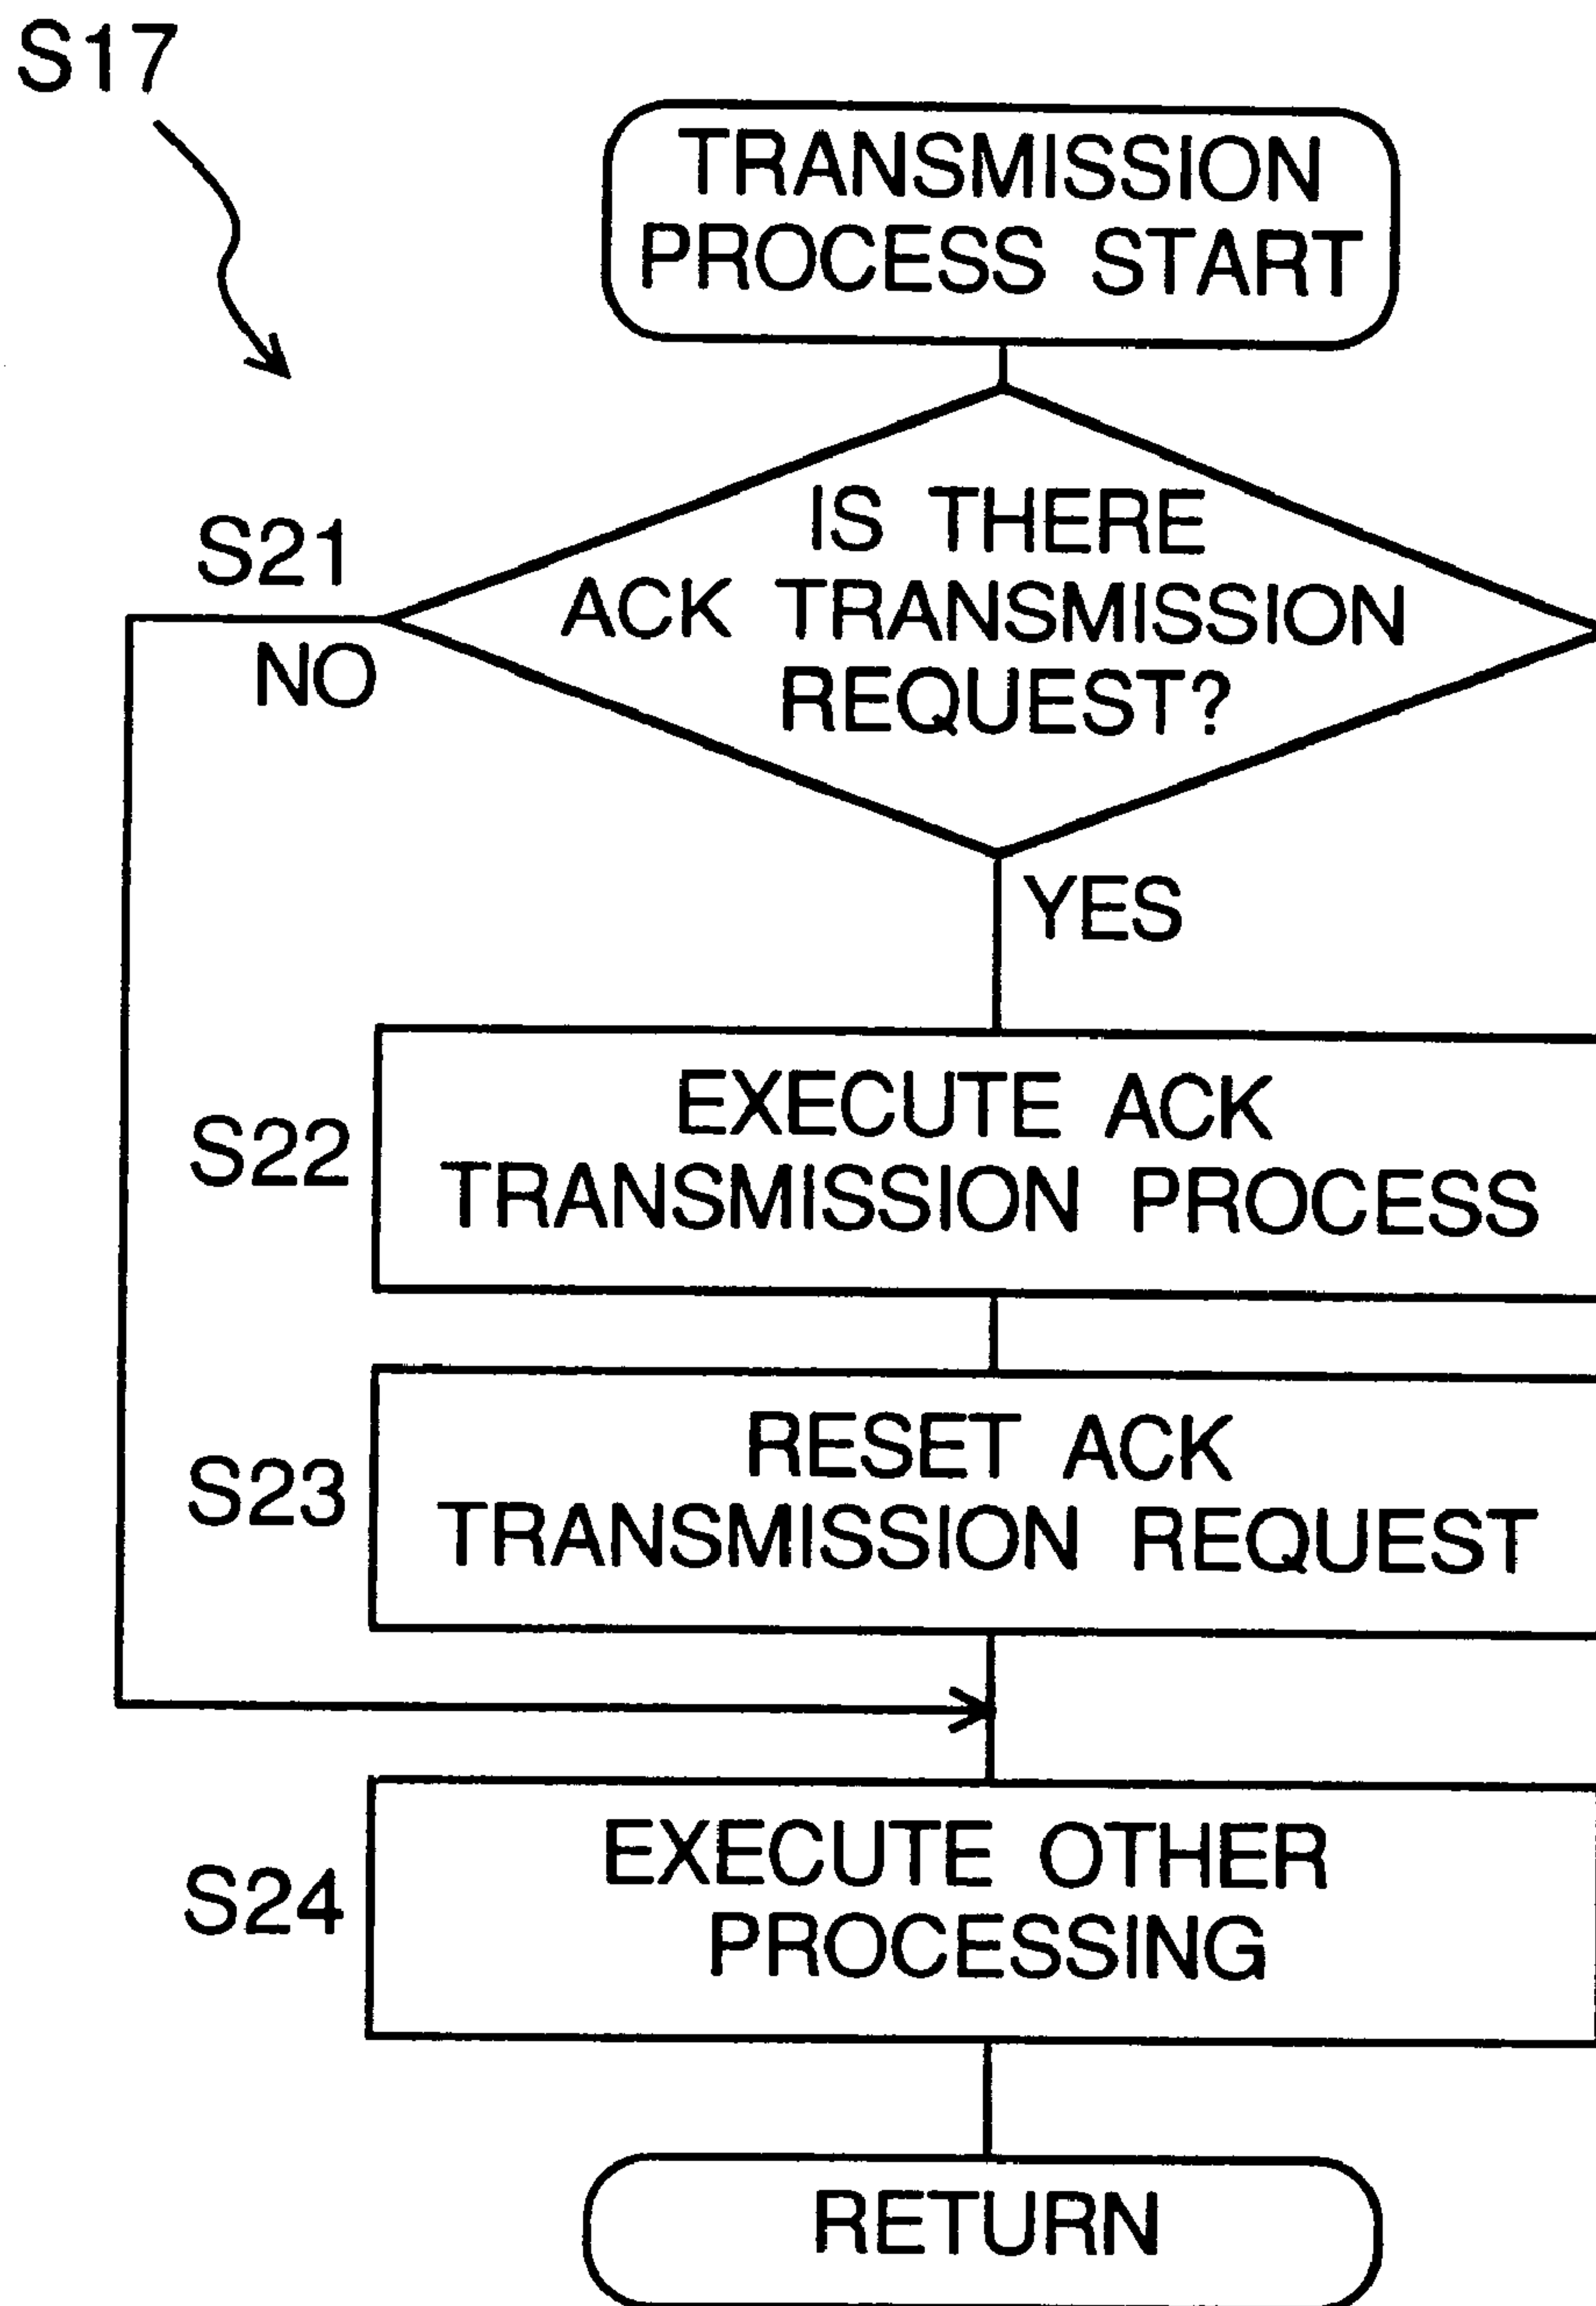 S17
TRANSMISSION
PROCESS START
IS THERE
ACK TRANSMISSION
REQUEST?
S21
NO
YES
S22
EXECUTE ACK
TRANSMISSION PROCESS
S23
RESET ACK
TRANSMISSION REQUEST
S24
EXECUTE OTHER
PROCESSING
RETURN